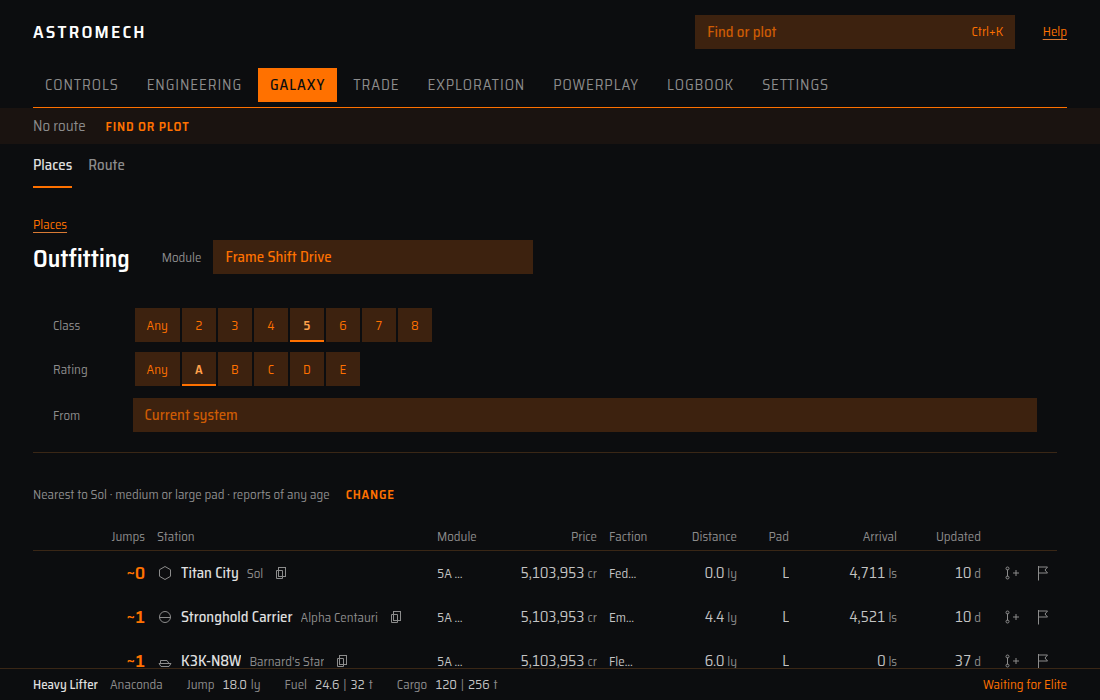 ASTROMECH
Find or plot Ctrl+K Help
CONTROLS ENGINEERING GALAXY TRADE EXPLORATION POWERPLAY LOGBOOK SETTINGS
No route FIND OR PLOT
Places Route
Places
Outfitting Module Frame Shift Drive
Class Any 2 3 4 5 6 7 8
Rating Any A B C D E
From Current system
Nearest to Sol · medium or large pad · reports of any age CHANGE
Jumps Station Module Price Faction Distance Pad Arrival Updated
~0 Titan City Sol 5A ... 5,103,953 cr Fed... 0.0 ly L 4,711 ls 10 d
~1 Stronghold Carrier Alpha Centauri 5A ... 5,103,953 cr Em... 4.4 ly L 4,521 ls 10 d
~1 K3K-N8W Barnard's Star 5A ... 5,103,953 cr Fle... 6.0 ly L 0 ls 37 d
Heavy Lifter Anaconda Jump 18.0 ly Fuel 24.6 | 32 t Cargo 120 | 256 t Waiting for Elite